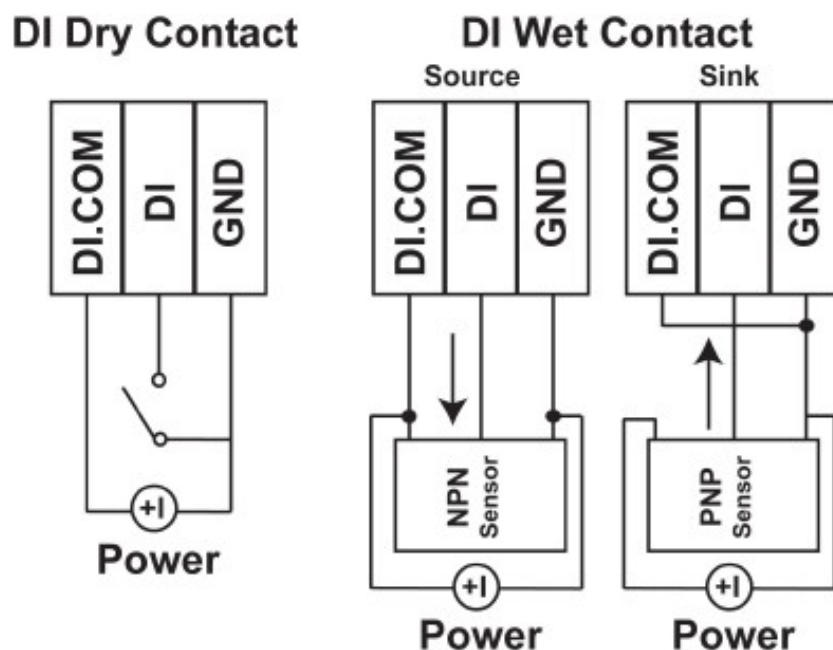 DI Dry Contact
DI.COM
DI
GND
+-
Power
DI Wet Contact
Source
DI.COM
DI
GND
NPN
Sensor
+-
Power
Sink
DI.COM
DI
GND
PNP
Sensor
+-
Power